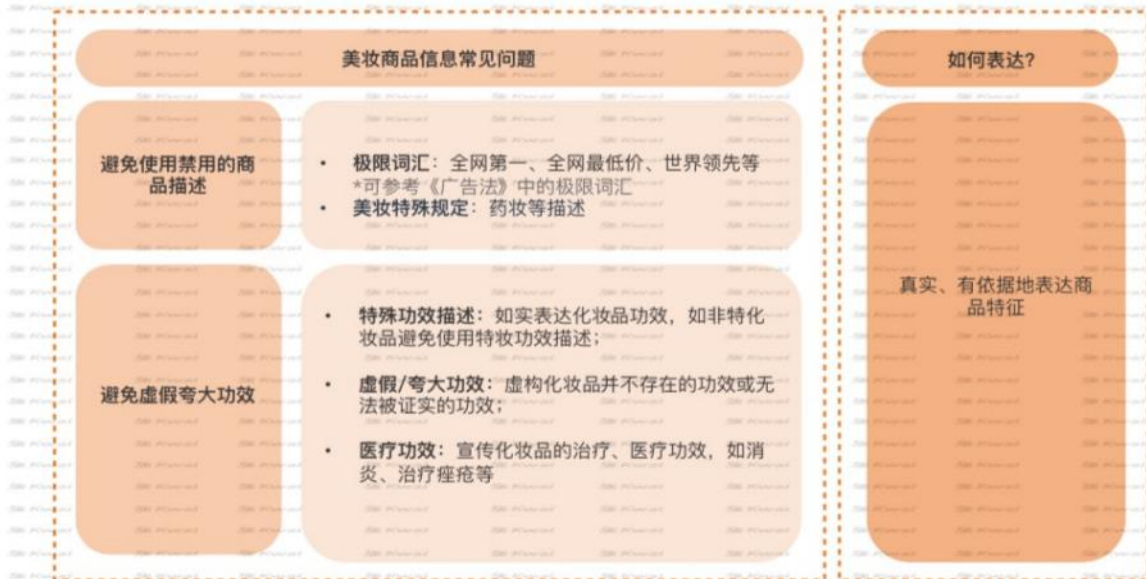 美妆商品信息常见问题
如何表达?
避免使用禁用的商
品描述
• 极限词汇：全网第一、全网最低价、世界领先等
*可参考《广告法》中的极限词汇
• 美妆特殊规定：药妆等描述
避免虚假夸大功效
• 特殊功效描述：如实表达化妆品功效，如非特化
妆品避免使用特妆功效描述；
• 虚假/夸大功效：虚构化妆品并不存在的功效或无
法被证实的功效；
• 医疗功效：宣传化妆品的治疗、医疗功效，如消
炎、治疗痤疮等
真实、有依据地表达商
品特征